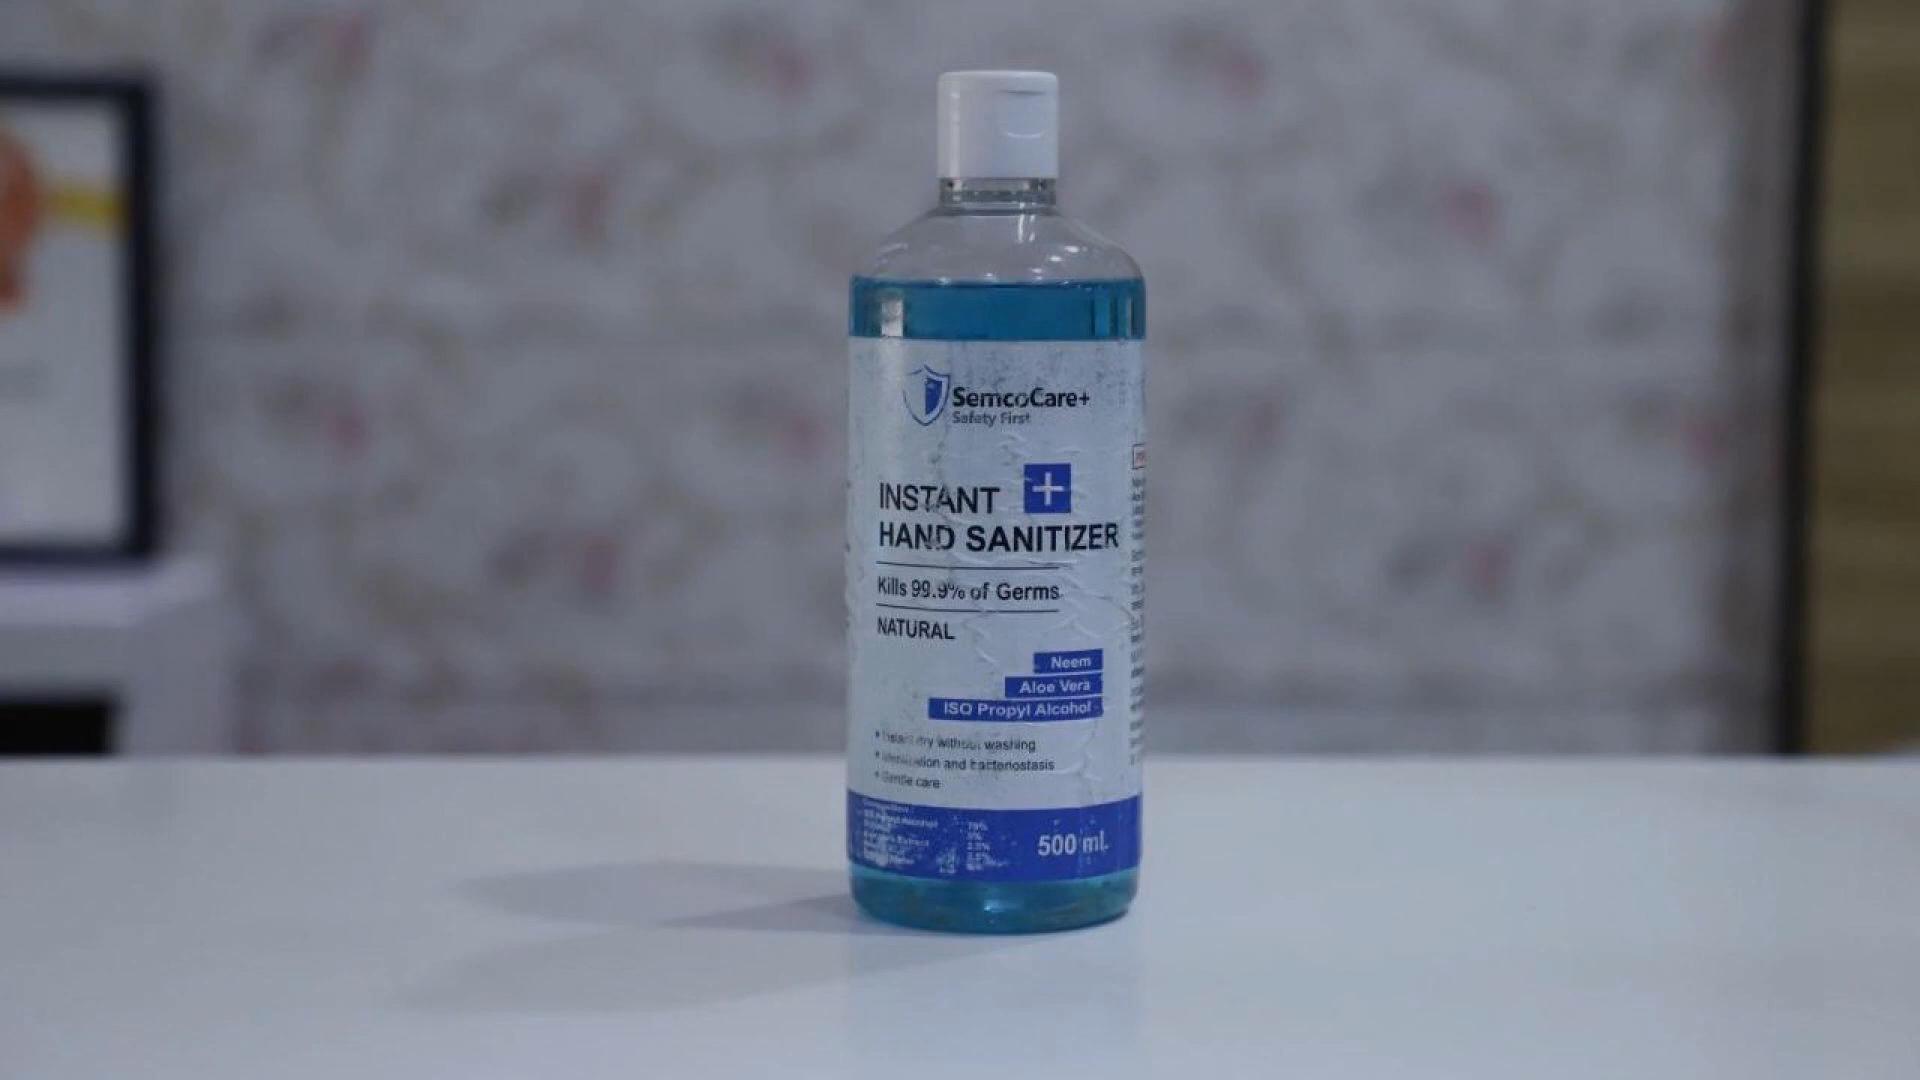 SemcoCare+
Safety First
INSTANT
HAND SANITIZER
Kills 99.9% of Germs
NATURAL
Neem
Aloe Vera
ISO Propyl Alcohol
Instant dry without washing
and bacteriostasis
Gentle care
500 ml.